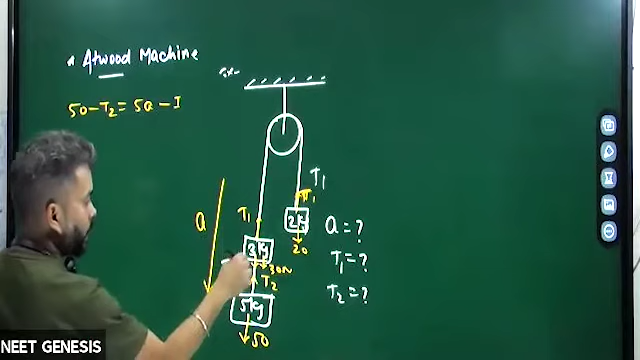 * Atwood Machine
50-T₂ = 5a - I
T₁
T₁
T₁
a
2kg
20
a = ?
3kg
30N
T₁ = ?
T₂
T₂ = ?
5kg
50
NEET GENESIS